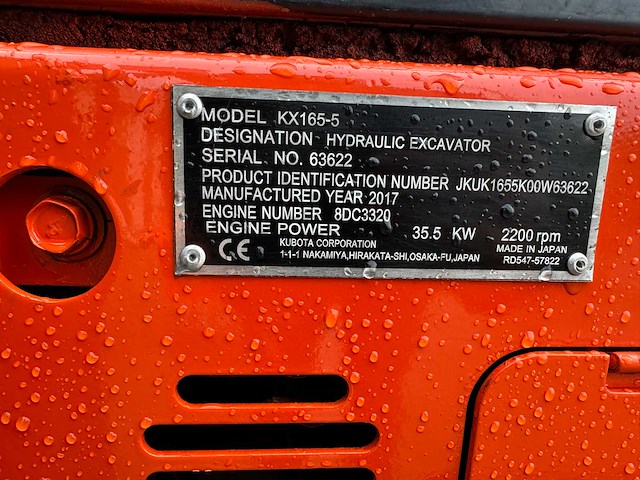 MODEL KX165-5
DESIGNATION HYDRAULIC EXCAVATOR
SERIAL NO. 63622
PRODUCT IDENTIFICATION NUMBER JKUK1655K00W63622
MANUFACTURED YEAR 2017
ENGINE NUMBER 8DC3320
ENGINE POWER 35.5 KW 2200 rpm
CE KUBOTA CORPORATION MADE IN JAPAN
1-1-1 NAKAMIYA,HIRAKATA-SHI,OSAKA-FU,JAPAN RD547-57822